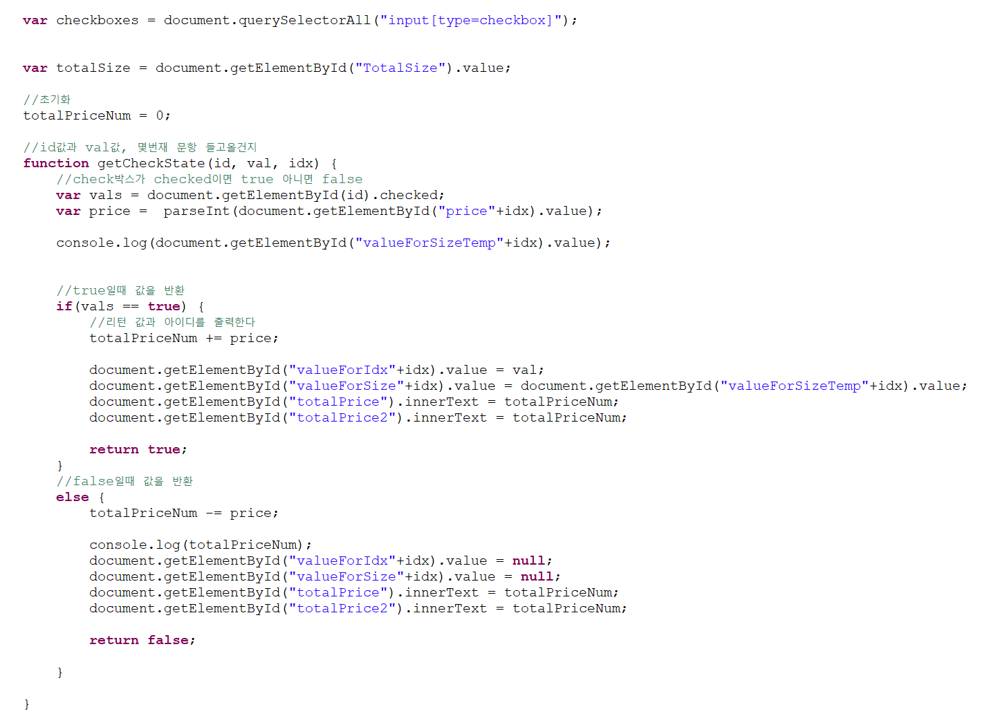 var checkboxes = document.querySelectorAll("input[type=checkbox]");
var totalSize = document.getElementById("TotalSize").value;
//초기화
totalPriceNum = 0;
//id값과 val값, 몇번재 문항 들고올건지
function getCheckState(id, val, idx) {
//check박스가 checked이면 true 아니면 false
var vals = document.getElementById(id).checked;
var price =  parseInt(document.getElementById("price"+idx).value);
console.log(document.getElementById("valueForSizeTemp"+idx).value);
//true일때 값을 반환
if(vals == true) {
//리턴 값과 아이디를 출력한다
totalPriceNum += price;
document.getElementById("valueForIdx"+idx).value = val;
document.getElementById("valueForSize"+idx).value = document.getElementById("valueForSizeTemp"+idx).value;
document.getElementById("totalPrice").innerText = totalPriceNum;
document.getElementById("totalPrice2").innerText = totalPriceNum;
return true;
}
//false일때 값을 반환
else {
totalPriceNum -= price;
console.log(totalPriceNum);
document.getElementById("valueForIdx"+idx).value = null;
document.getElementById("valueForSize"+idx).value = null;
document.getElementById("totalPrice").innerText = totalPriceNum;
document.getElementById("totalPrice2").innerText = totalPriceNum;
return false;
}
}